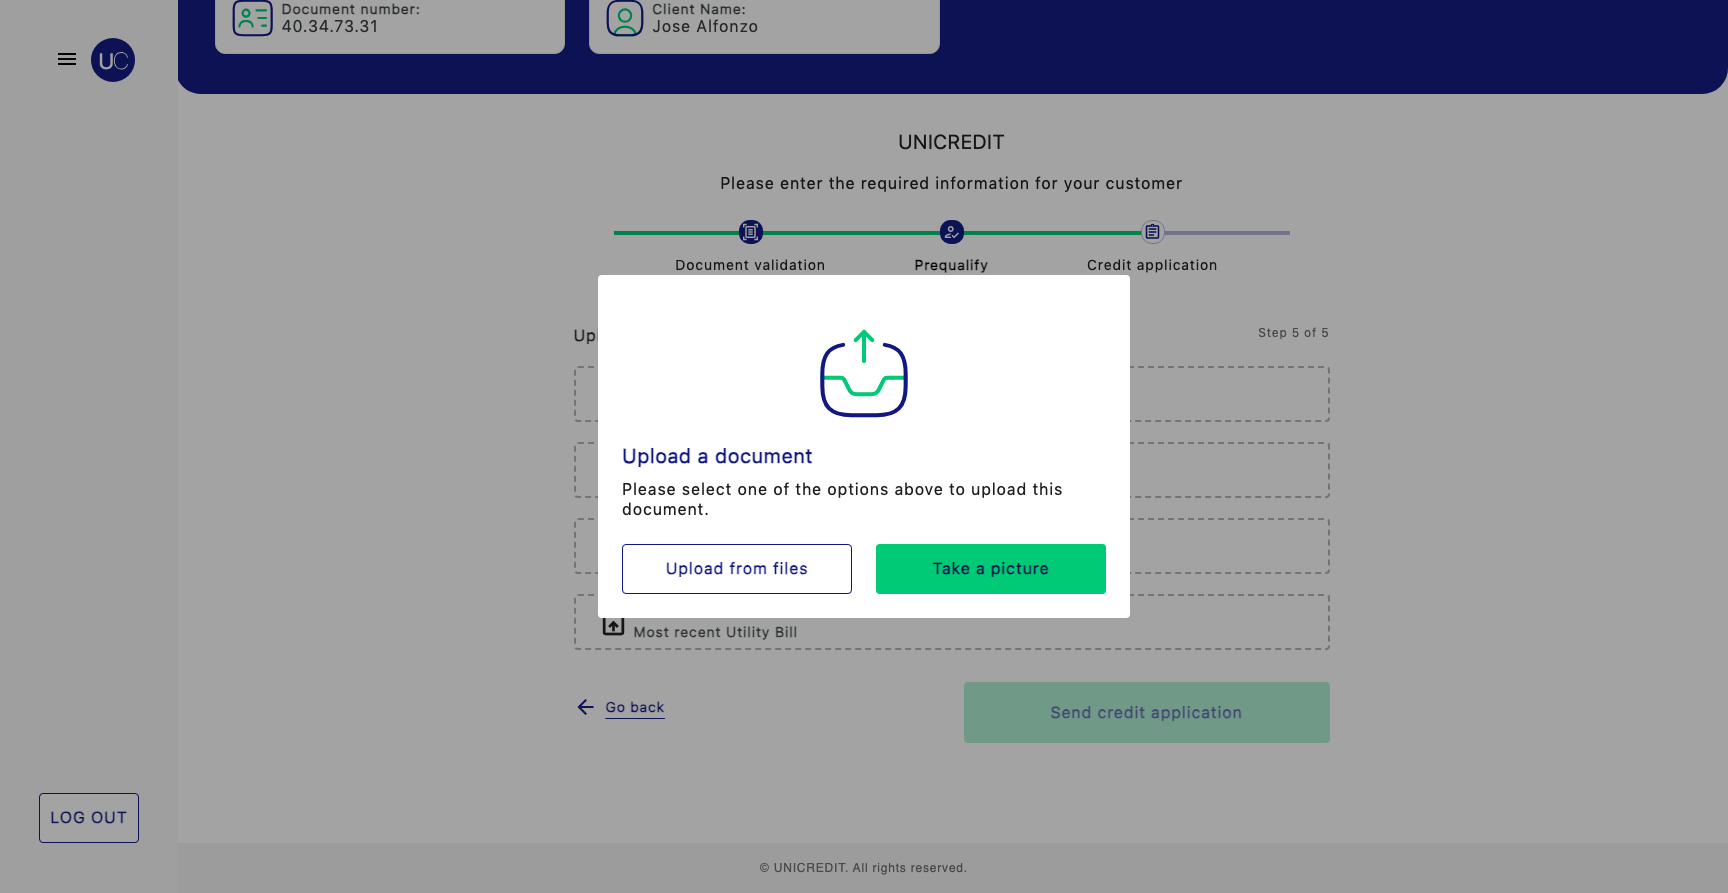 Document number:
40.34.73.31
Client Name:
Jose Alfonzo
UC
UNICREDIT
Please enter the required information for your customer
Document validation
Prequalify
Credit application
Step 5 of 5
Upload a document
Please select one of the options above to upload this
document.
Upload from files
Take a picture
Most recent Utility Bill
Go back
Send credit application
LOG OUT
© UNICREDIT. All rights reserved.